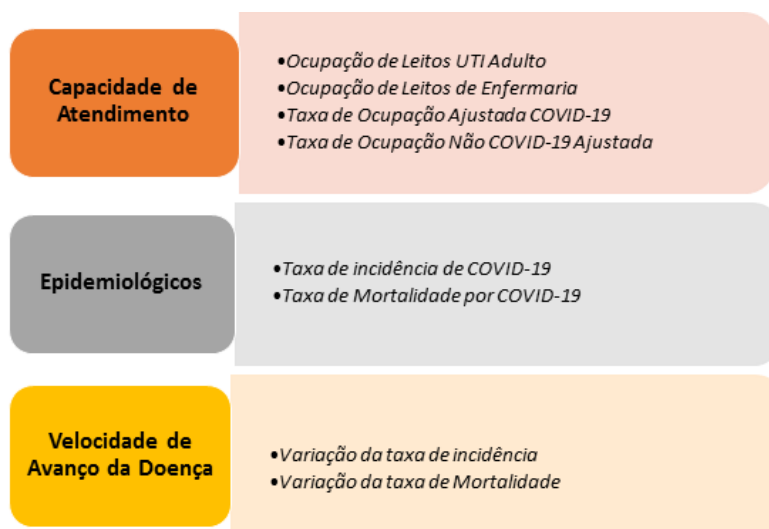 Capacidade de
Atendimento
•Ocupação de Leitos UTI Adulto
•Ocupação de Leitos de Enfermaria
•Taxa de Ocupação Ajustada COVID-19
•Taxa de Ocupação Não COVID-19 Ajustada
Epidemiológicos
•Taxa de incidência de COVID-19
•Taxa de Mortalidade por COVID-19
Velocidade de
Avanço da Doença
•Variação da taxa de incidência
•Variação da taxa de Mortalidade